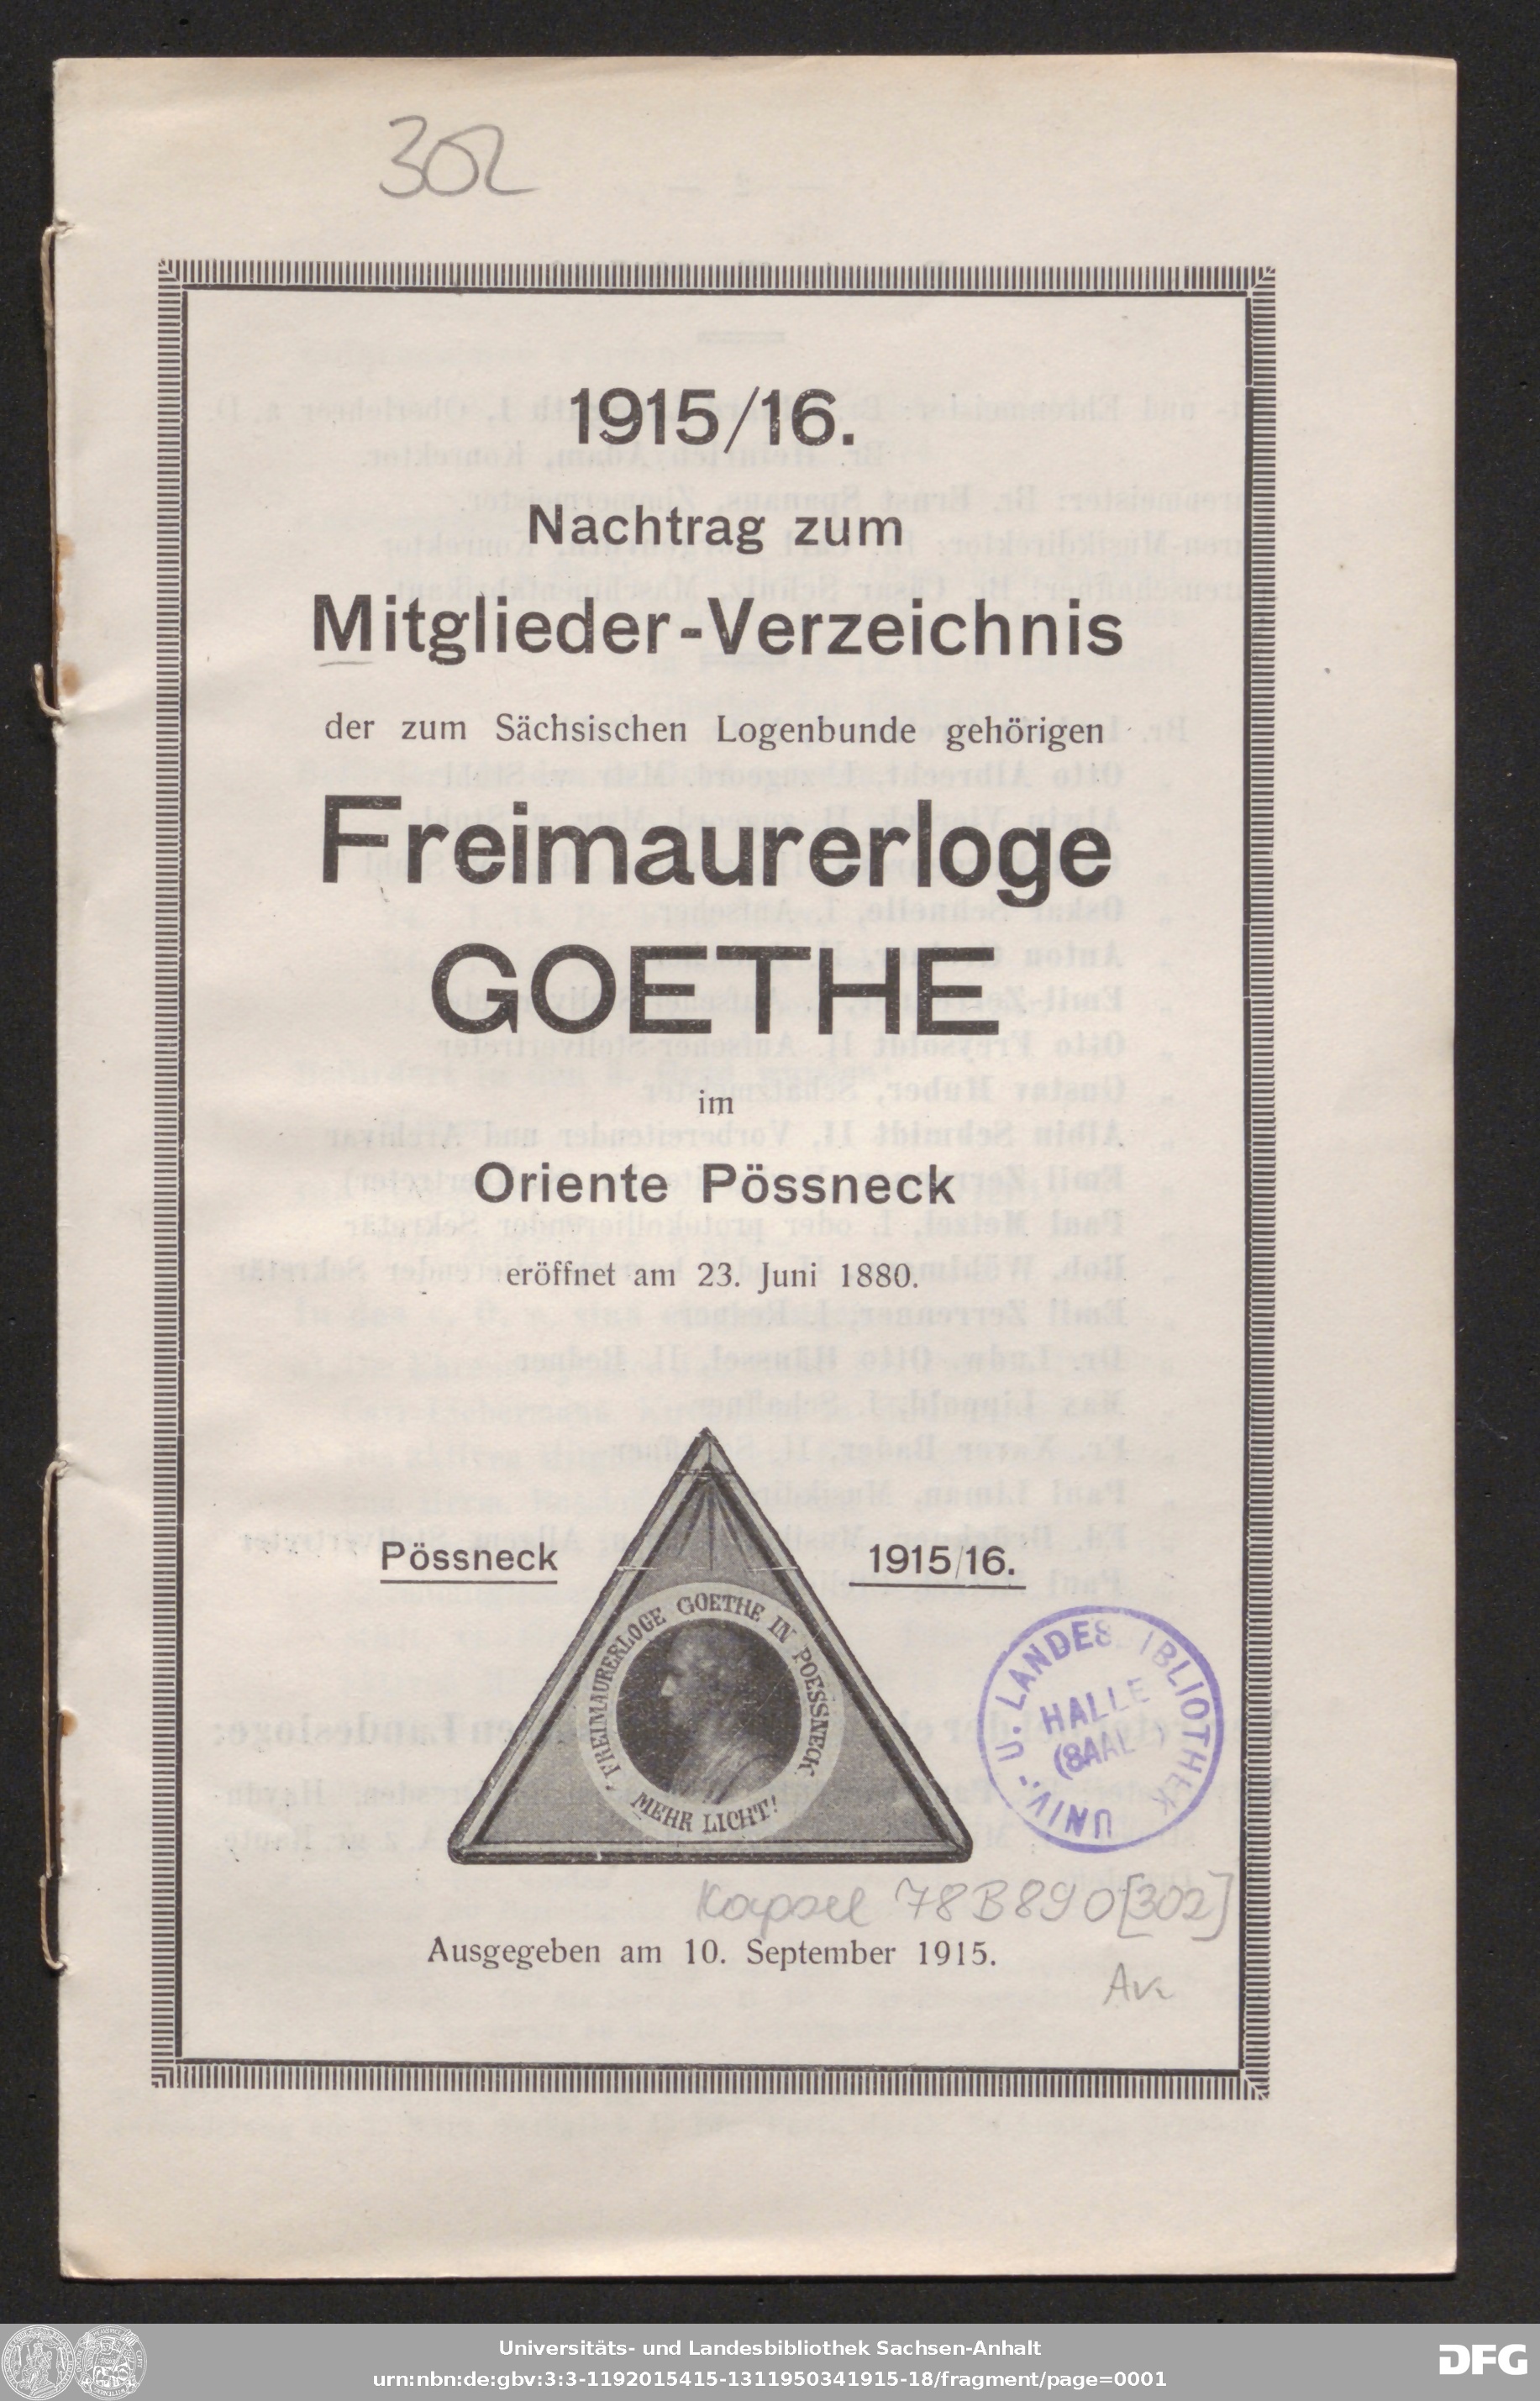 302
1915/16.
Nachtrag zum
Mitglieder-Verzeichnis
der zum Sächsischen Logenbunde gehörigen
Freimaurerloge
GOETHE
im
Oriente Pössneck
eröffnet am 23. Juni 1880.
Pössneck 1915/16.
FREIMAURERLOGE GOETHE IN POESSNECK.
MEHR LICHT!
UNIV.- U. LANDESBIBLIOTHEK
HALLE
(SAALE)
Kapsel 78B890[302]
Ausgegeben am 10. September 1915.
Universitäts- und Landesbibliothek Sachsen-Anhalt
urn:nbn:de:gbv:3:3-1192015415-1311950341915-18/fragment/page=0001
DFG